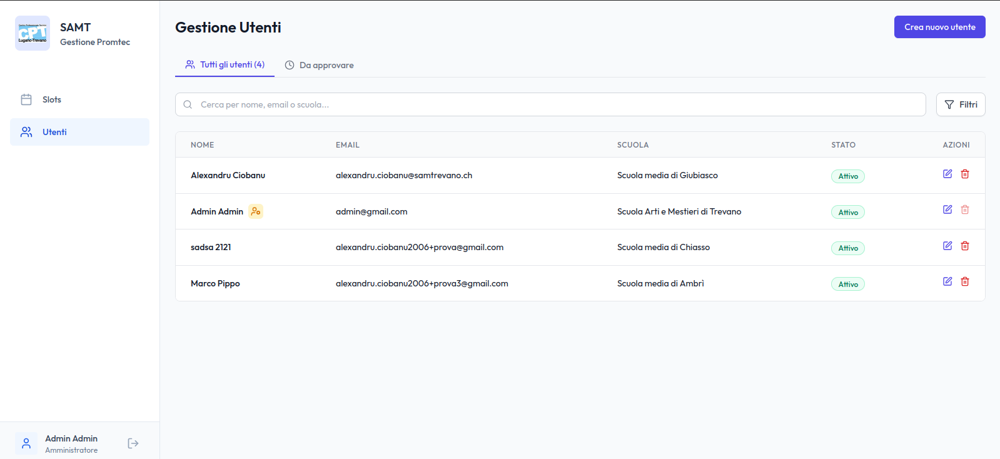 Centro Professionale Tecnico
CPT
Lugano-Trevano
SAMT
Gestione Promtec
Slots
Utenti
Gestione Utenti
Crea nuovo utente
Tutti gli utenti (4)
Da approvare
Cerca per nome, email o scuola...
Filtri
NOME EMAIL SCUOLA STATO AZIONI
Alexandru Ciobanu alexandru.ciobanu@samtrevano.ch Scuola media di Giubiasco Attivo
Admin Admin admin@gmail.com Scuola Arti e Mestieri di Trevano Attivo
sadsa 2121 alexandru.ciobanu2006+prova@gmail.com Scuola media di Chiasso Attivo
Marco Pippo alexandru.ciobanu2006+prova3@gmail.com Scuola media di Ambrì Attivo
Admin Admin
Amministratore